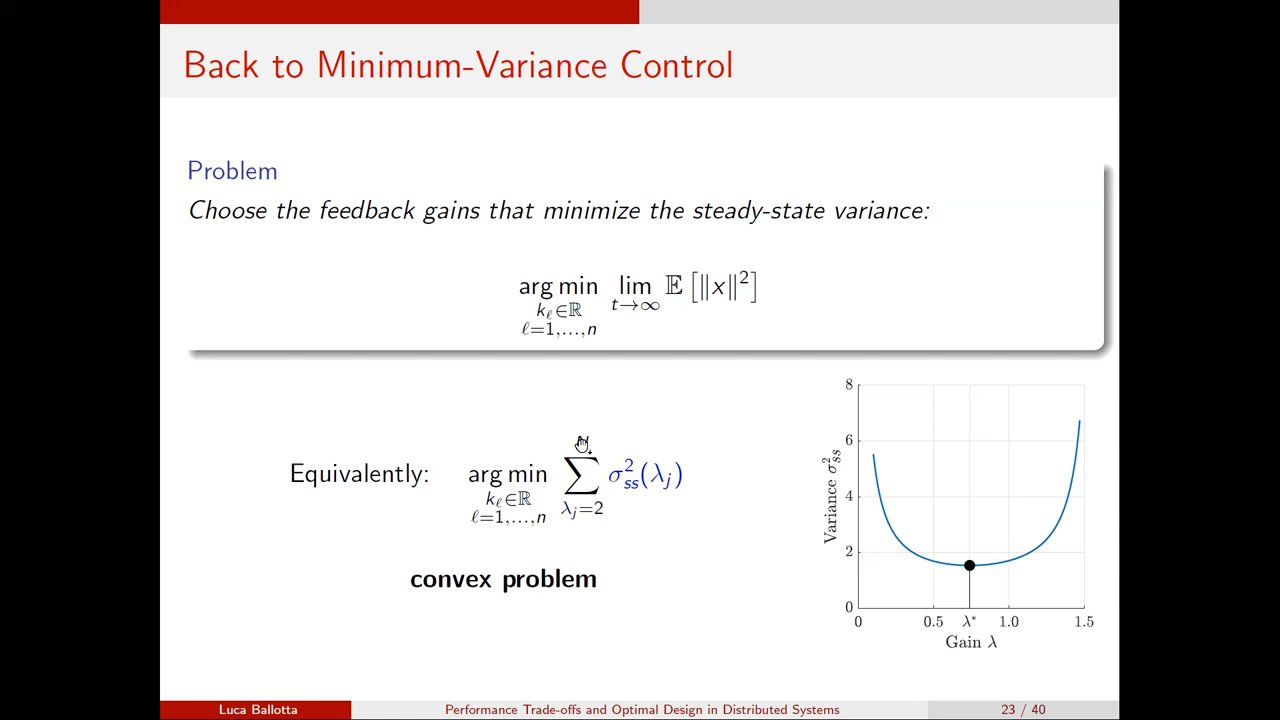 Back to Minimum-Variance Control
Problem
Choose the feedback gains that minimize the steady-state variance:
arg min lim E [‖x‖²]
kℓ∈ℝ t→∞
ℓ=1,...,n
Equivalently: arg min ∑ σ²ss(λj)
kℓ∈ℝ λj=2
ℓ=1,...,n
convex problem
8
6
4
2
0
Variance σ²ss
0 0.5 λ* 1.0 1.5
Gain λ
Luca Ballotta Performance Trade-offs and Optimal Design in Distributed Systems 23 / 40